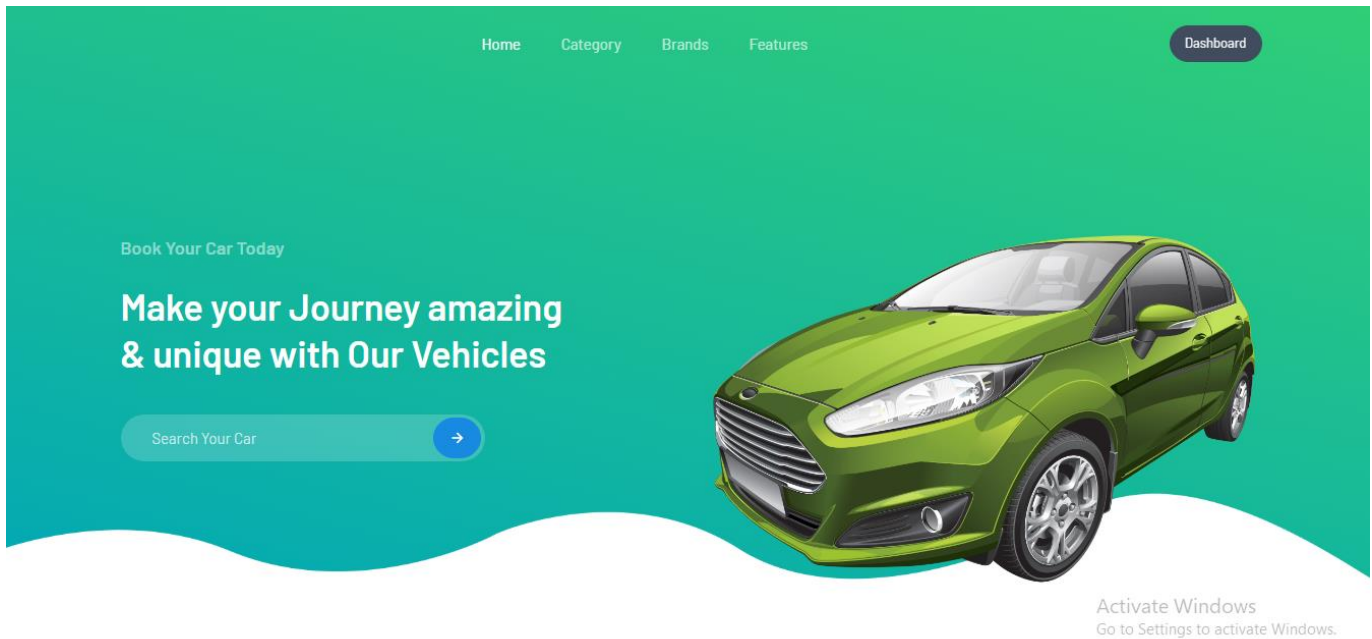 Home
Category
Brands
Features
Dashboard
Book Your Car Today
Make your Journey amazing
& unique with Our Vehicles
Search Your Car
Activate Windows
Go to Settings to activate Windows.